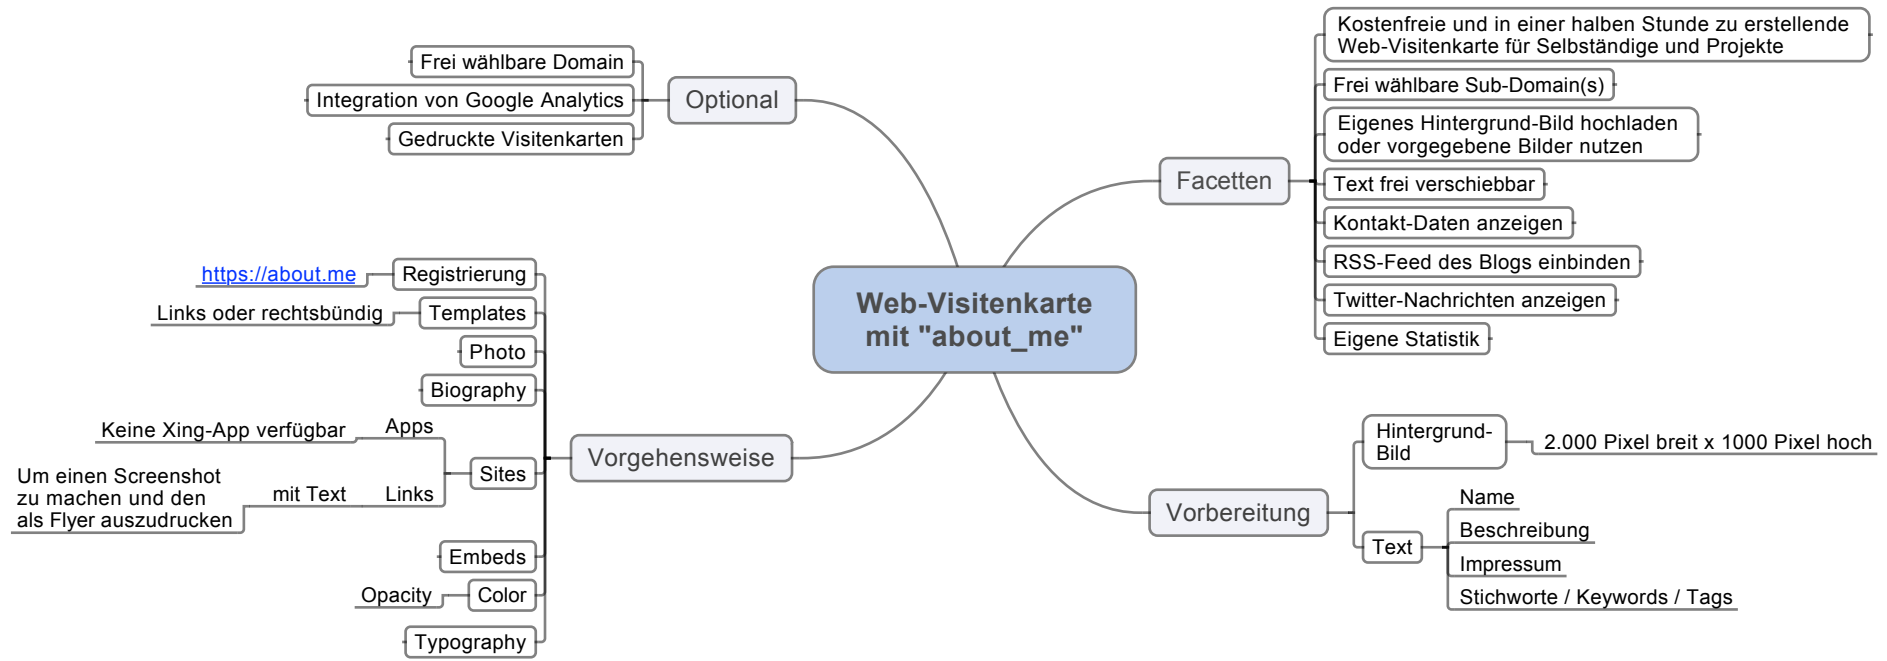 Web-Visitenkarte
mit "about_me"
Facetten
Kostenfreie und in einer halben Stunde zu erstellende
Web-Visitenkarte für Selbständige und Projekte
Frei wählbare Sub-Domain(s)
Eigenes Hintergrund-Bild hochladen
oder vorgegebene Bilder nutzen
Text frei verschiebbar
Kontakt-Daten anzeigen
RSS-Feed des Blogs einbinden
Twitter-Nachrichten anzeigen
Eigene Statistik
Vorbereitung
Hintergrund-
Bild
2.000 Pixel breit x 1000 Pixel hoch
Text
Name
Beschreibung
Impressum
Stichworte / Keywords / Tags
Vorgehensweise
Registrierung
https://about.me
Templates
Links oder rechtsbündig
Photo
Biography
Sites
Apps
Keine Xing-App verfügbar
Links
mit Text
Um einen Screenshot
zu machen und den
als Flyer auszudrucken
Embeds
Color
Opacity
Typography
Optional
Frei wählbare Domain
Integration von Google Analytics
Gedruckte Visitenkarten